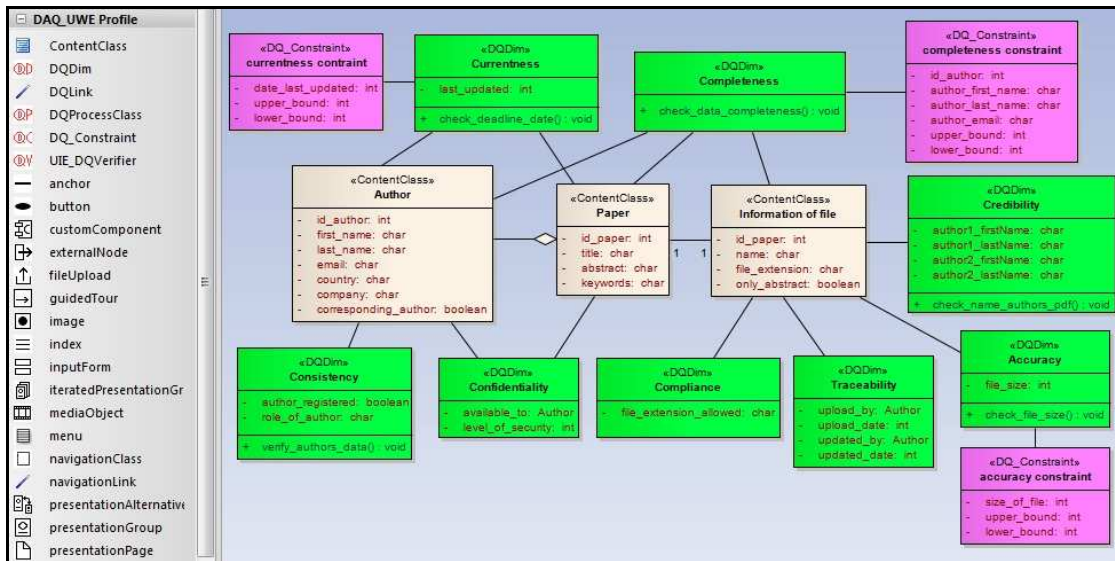 DAQ_UWE Profile
ContentClass
DQDim
DQLink
DQProcessClass
DQ_Constraint
UIE_DQVerifier
anchor
button
customComponent
externalNode
fileUpload
guidedTour
image
index
inputForm
iteratedPresentationGr
mediaObject
menu
navigationClass
navigationLink
presentationAlternative
presentationGroup
presentationPage
«DQ_Constraint»
currentness contraint
- date_last_updated: int
- upper_bound: int
- lower_bound: int
«DQDim»
Currentness
- last_updated: int
+ check_deadline_date() : void
«DQDim»
Completeness
+ check_data_completeness() : void
«DQ_Constraint»
completeness constraint
- id_author: int
- author_first_name: char
- author_last_name: char
- author_email: char
- upper_bound: int
- lower_bound: int
«ContentClass»
Author
- id_author: int
- first_name: char
- last_name: char
- email: char
- country: char
- company: char
- corresponding_author: boolean
«ContentClass»
Paper
- id_paper: int
- title: char
- abstract: char
- keywords: char
1 1
«ContentClass»
Information of file
- id_paper: int
- name: char
- file_extension: char
- only_abstract: boolean
«DQDim»
Credibility
- author1_firstName: char
- author1_lastName: char
- author2_firstName: char
- author2_lastName: char
+ check_name_authors_pdf() : void
«DQDim»
Consistency
- author_registered: boolean
- role_of_author: char
+ verify_authors_data() : void
«DQDim»
Confidentiality
- available_to: Author
- level_of_security: int
«DQDim»
Compliance
- file_extension_allowed: char
«DQDim»
Traceability
- upload_by: Author
- upload_date: int
- updated_by: Author
- updated_date: int
«DQDim»
Accuracy
- file_size: int
+ check_file_size() : void
«DQ_Constraint»
accuracy constraint
- size_of_file: int
- upper_bound: int
- lower_bound: int